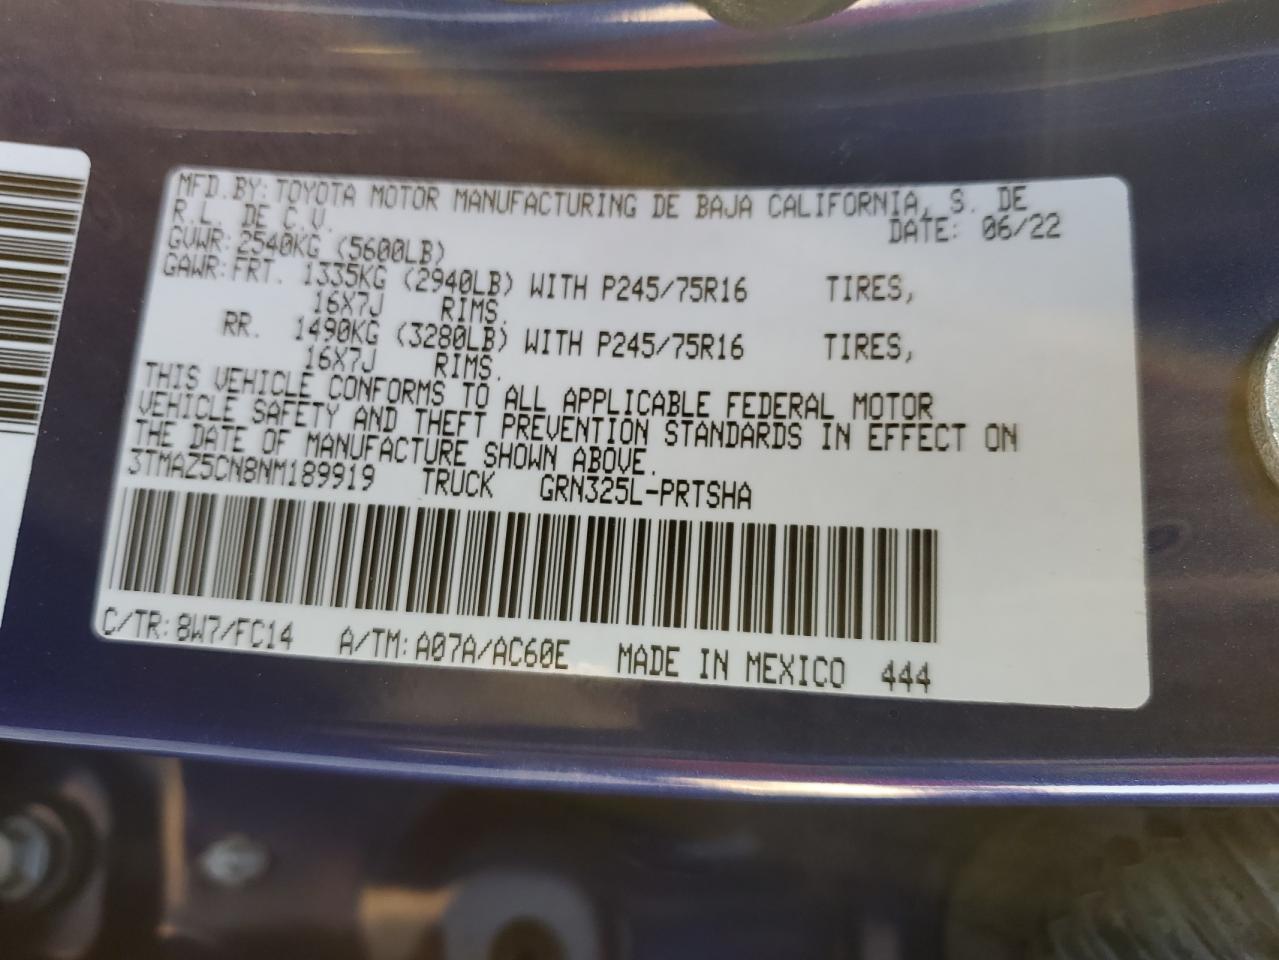 MFD. BY: TOYOTA MOTOR MANUFACTURING DE BAJA CALIFORNIA, S. DE
R.L. DE C.V. DATE: 06/22
GVWR: 2540KG (5600LB)
GAWR: FRT. 1335KG (2940LB) WITH P245/75R16 TIRES,
16X7J RIMS.
RR. 1490KG (3280LB) WITH P245/75R16 TIRES,
16X7J RIMS.
THIS VEHICLE CONFORMS TO ALL APPLICABLE FEDERAL MOTOR
VEHICLE SAFETY AND THEFT PREVENTION STANDARDS IN EFFECT ON
THE DATE OF MANUFACTURE SHOWN ABOVE.
3TMAZ5CN8NM189919 TRUCK GRN325L-PRTSHA
C/TR: 8W7/FC14 A/TM: A07A/AC60E MADE IN MEXICO 444